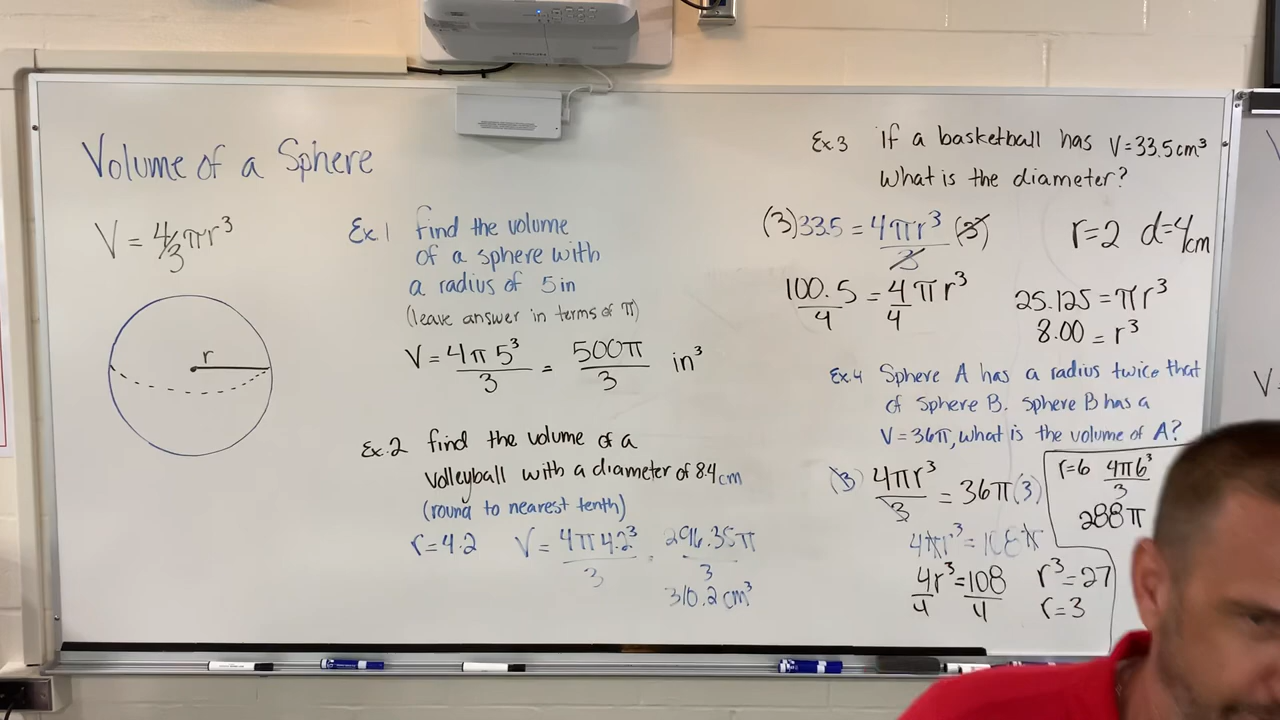 Volume of a Sphere
V = 4/3 πr³
r
Ex.1 find the volume
of a sphere with
a radius of 5in
(leave answer in terms of π)
V = 4π5³/3 = 500π/3 in³
Ex.2 find the volume of a
volleyball with a diameter of 8.4cm
(round to nearest tenth)
r=4.2 V = 4π4.2³/3 = 296.35π/3
310.2 cm³
Ex.3 if a basketball has V=33.5cm³
What is the diameter?
(3)33.5 = 4πr³/3 (3)
r=2 d=4cm
100.5/4 = 4/4 πr³
25.125 = πr³
8.00 = r³
Ex.4 Sphere A has a radius twice that
of Sphere B. Sphere B has a
V=36π, what is the volume of A?
(3) 4πr³/3 = 36π(3)
4πr³=108π
4r³/4=108/4
r³=27
r=3
r=6 4π6³/3
288π